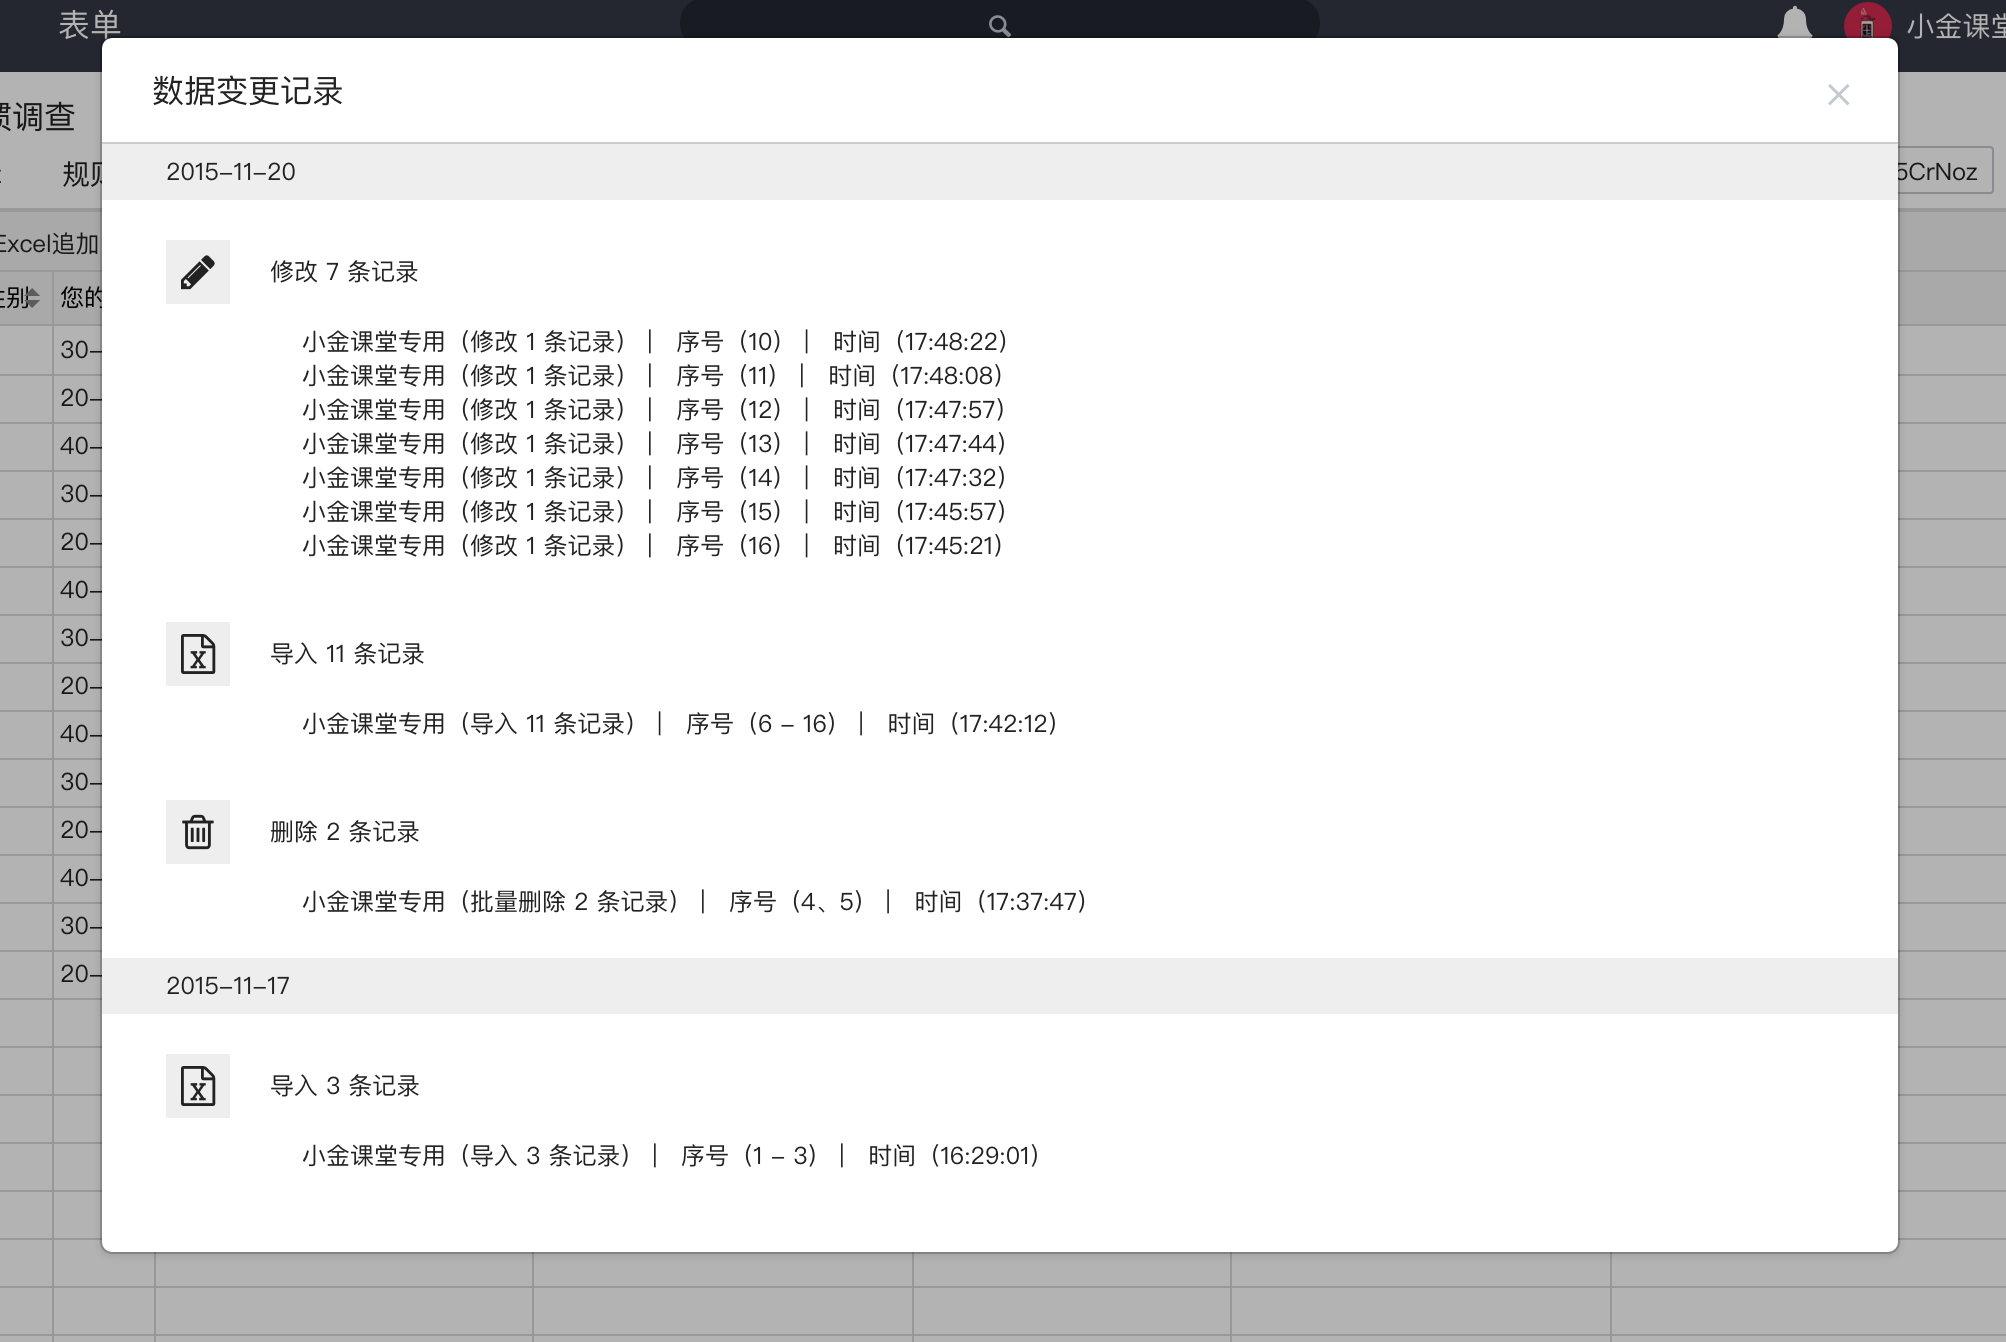 表单
小金课堂
惯调查
数据变更记录
规则
5CrNoz
2015-11-20
Excel追加
性别
您的
修改 7 条记录
小金课堂专用（修改 1 条记录） | 序号（10） | 时间（17:48:22）
小金课堂专用（修改 1 条记录） | 序号（11） | 时间（17:48:08）
小金课堂专用（修改 1 条记录） | 序号（12） | 时间（17:47:57）
小金课堂专用（修改 1 条记录） | 序号（13） | 时间（17:47:44）
小金课堂专用（修改 1 条记录） | 序号（14） | 时间（17:47:32）
小金课堂专用（修改 1 条记录） | 序号（15） | 时间（17:45:57）
小金课堂专用（修改 1 条记录） | 序号（16） | 时间（17:45:21）
导入 11 条记录
小金课堂专用（导入 11 条记录） | 序号（6 - 16） | 时间（17:42:12）
删除 2 条记录
小金课堂专用（批量删除 2 条记录） | 序号（4、5） | 时间（17:37:47）
2015-11-17
导入 3 条记录
小金课堂专用（导入 3 条记录） | 序号（1 - 3） | 时间（16:29:01）
30-
20-
40-
30-
20-
40-
30-
20-
40-
30-
20-
40-
30-
20-